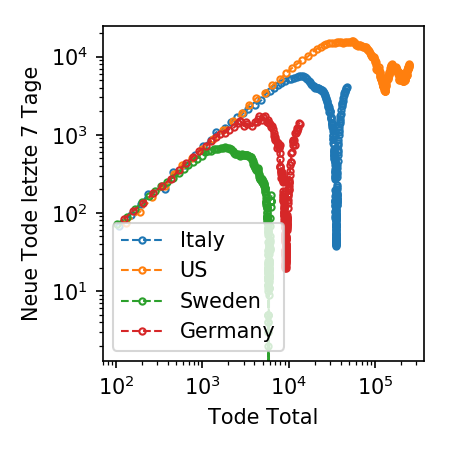 Neue Tode letzte 7 Tage
10⁴
10³
10²
10¹
Italy
US
Sweden
Germany
10² 10³ 10⁴ 10⁵
Tode Total